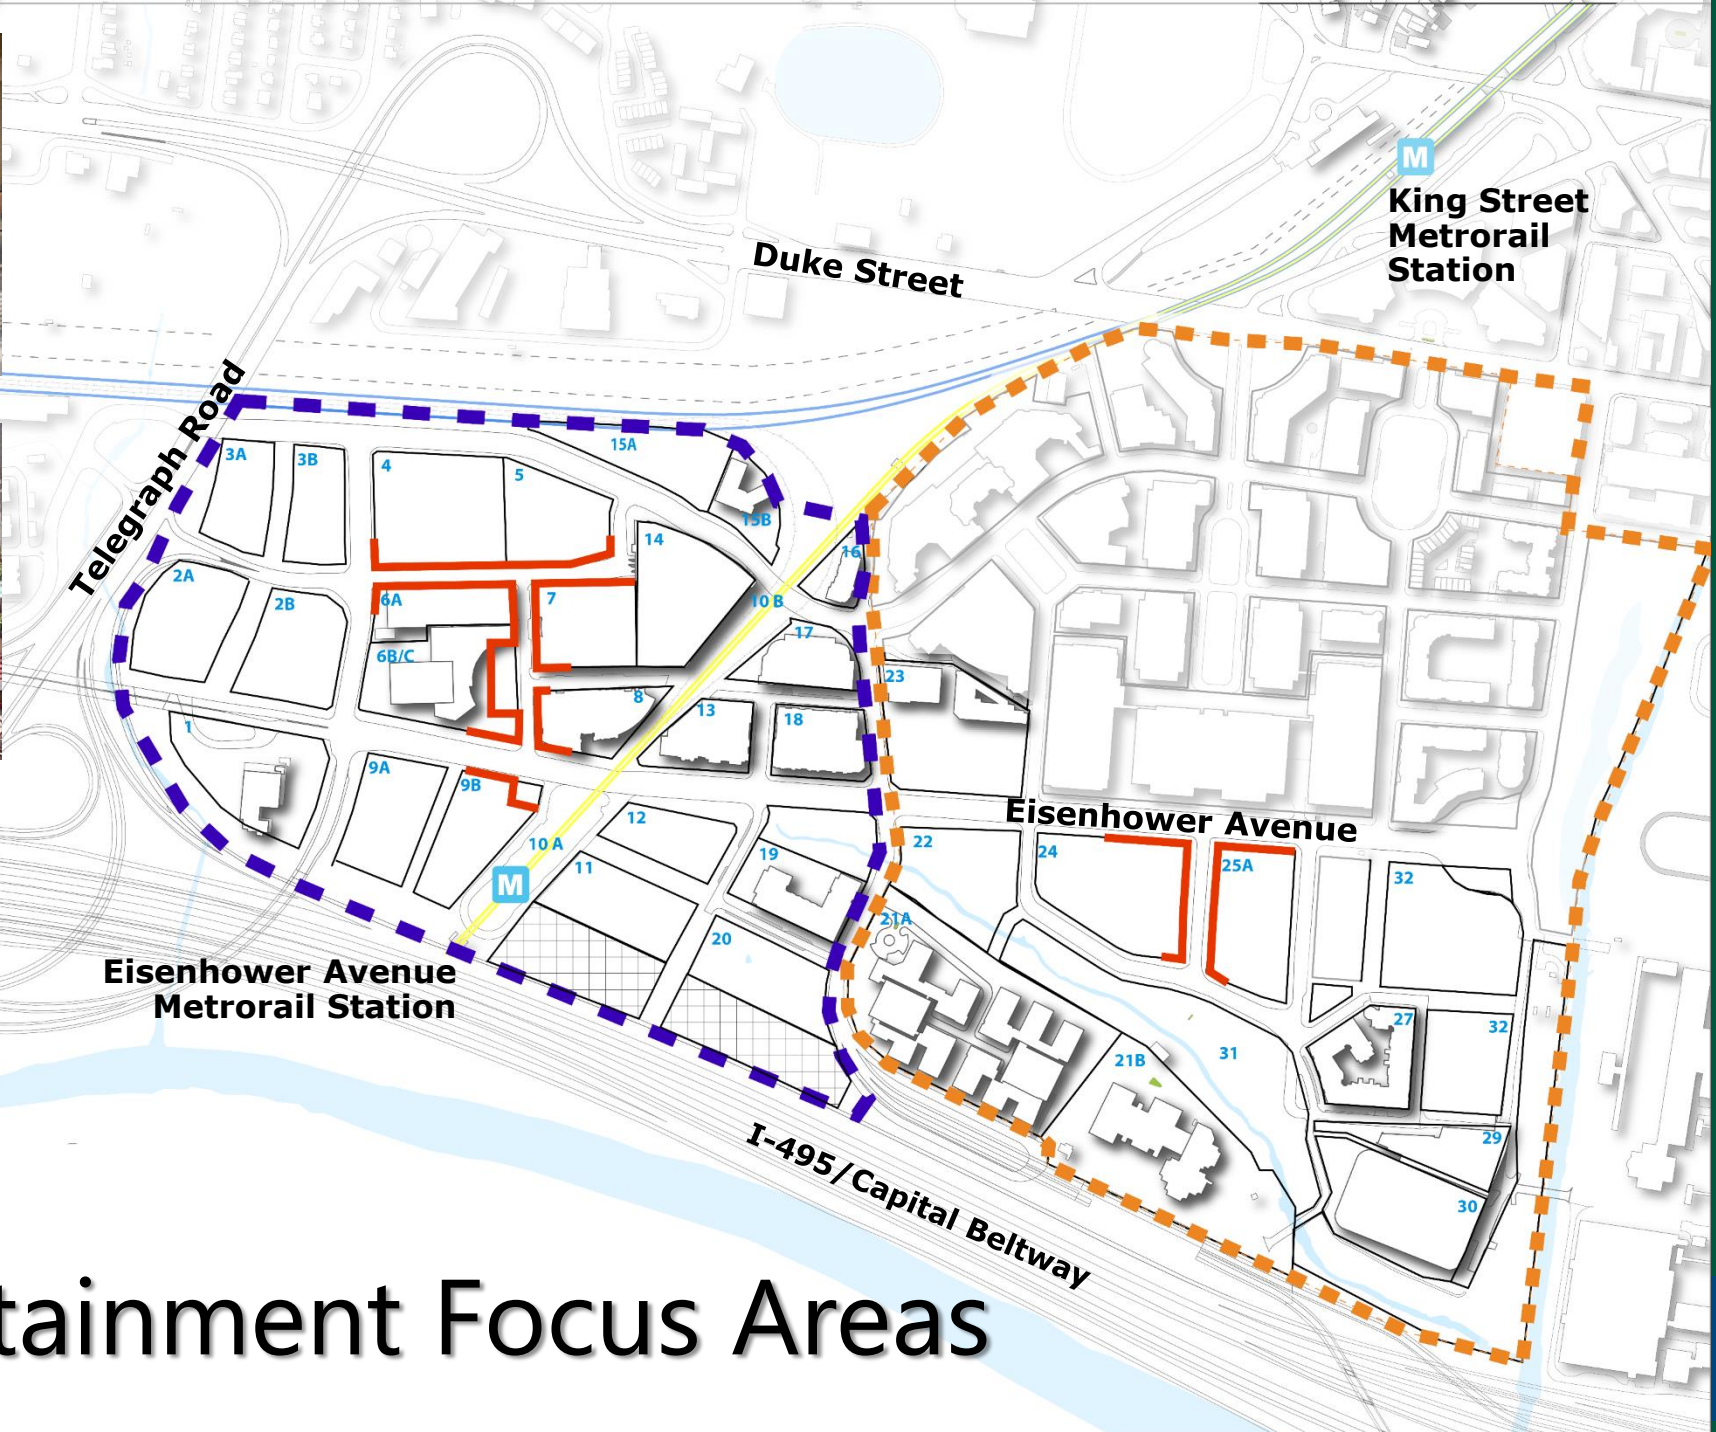 M
King Street
Metrorail
Station
Duke Street
Telegraph Road
15A
3A
3B
4
5
15B
14
16
2A
2B
6A
7
10 B
17
6B/C
23
8
13
18
1
9A
9B
Eisenhower Avenue
12
22
10 A
19
24
25A
11
32
M
21A
20
Eisenhower Avenue
Metrorail Station
27
32
31
21B
29
I-495/Capital Beltway
30
tainment Focus Areas